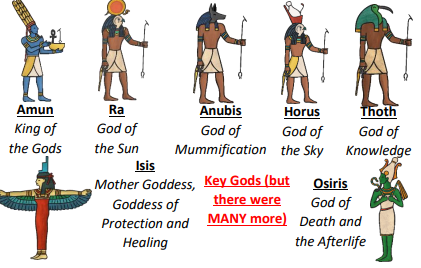 Amun
King of
the Gods
Ra
God of
the Sun
Anubis
God of
Mummification
Horus
God of
the Sky
Thoth
God of
Knowledge
Isis
Mother Goddess,
Goddess of
Protection and
Healing
Key Gods (but
there were
MANY more)
Osiris
God of
Death and
the Afterlife